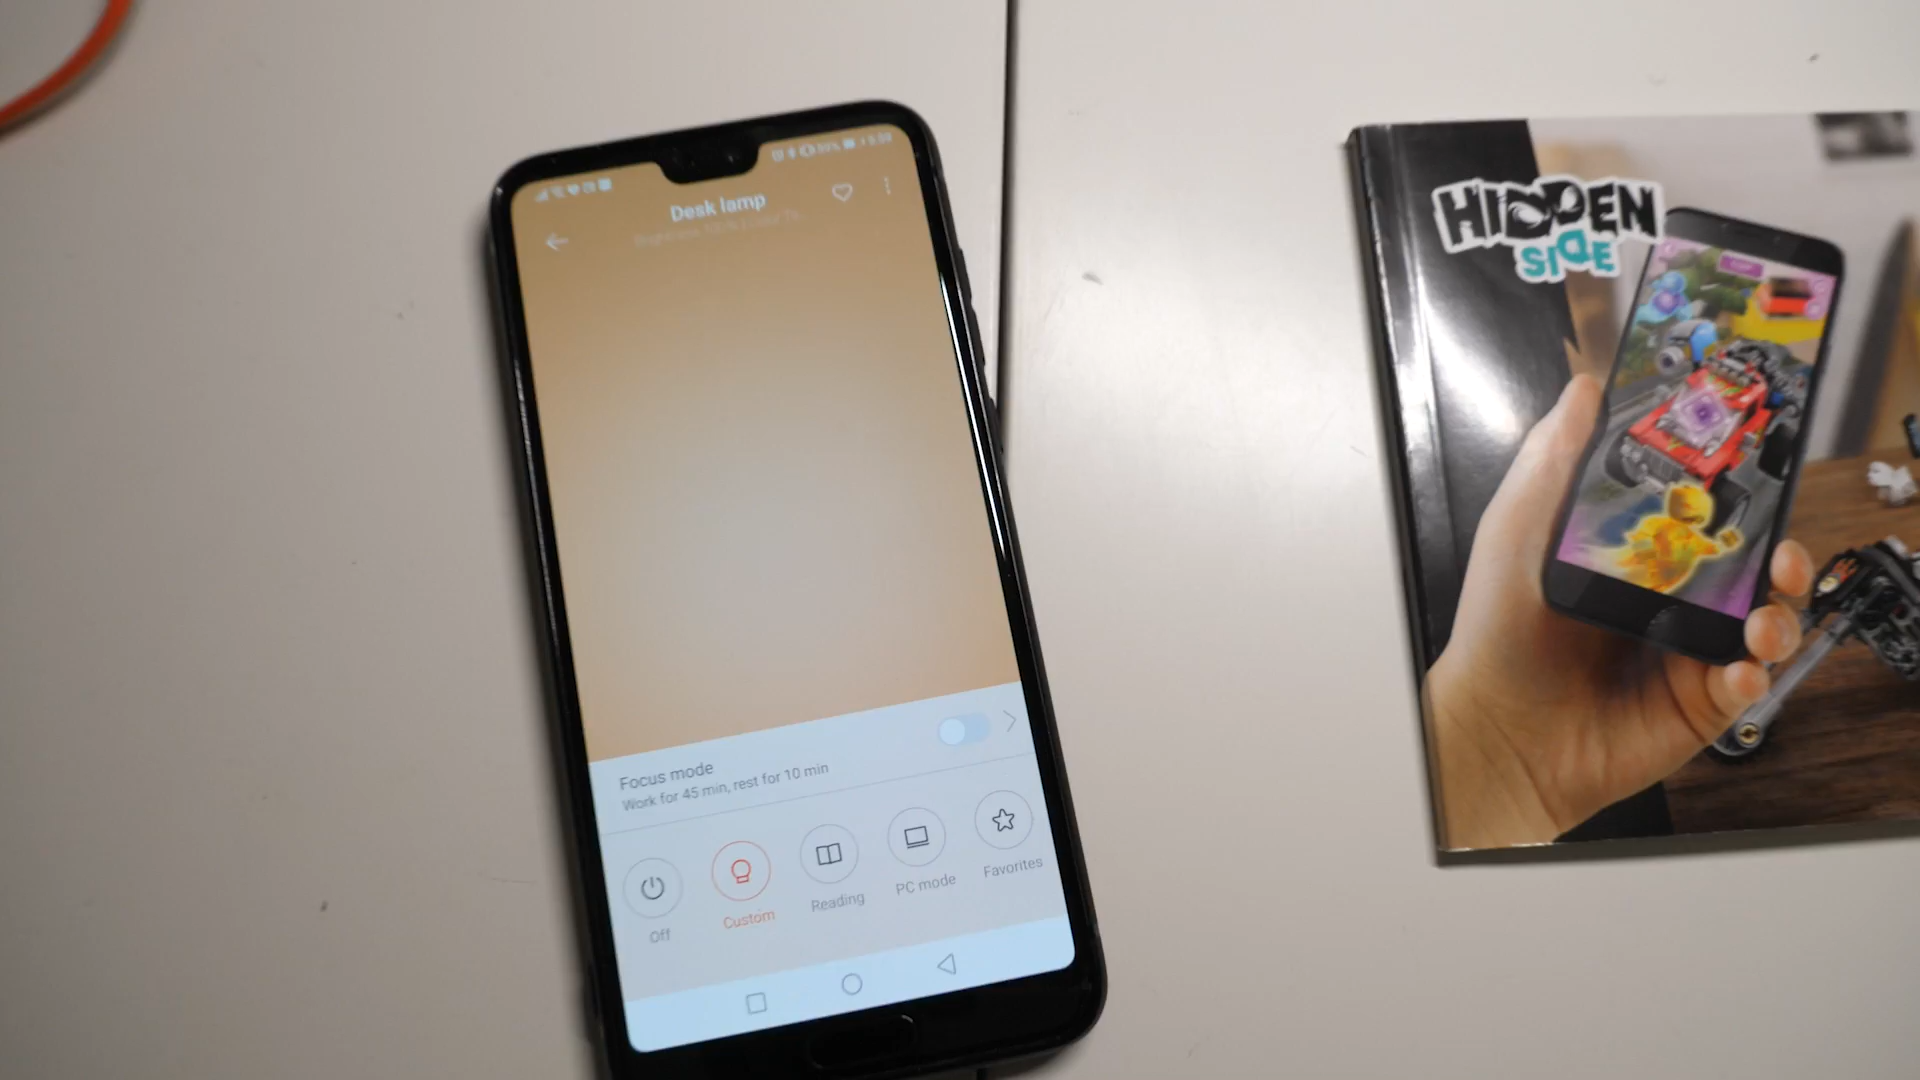 Desk lamp
Focus mode
Work for 45 min, rest for 10 min
Off
Custom
Reading
PC mode
Favorites
HIDDEN
SIDE